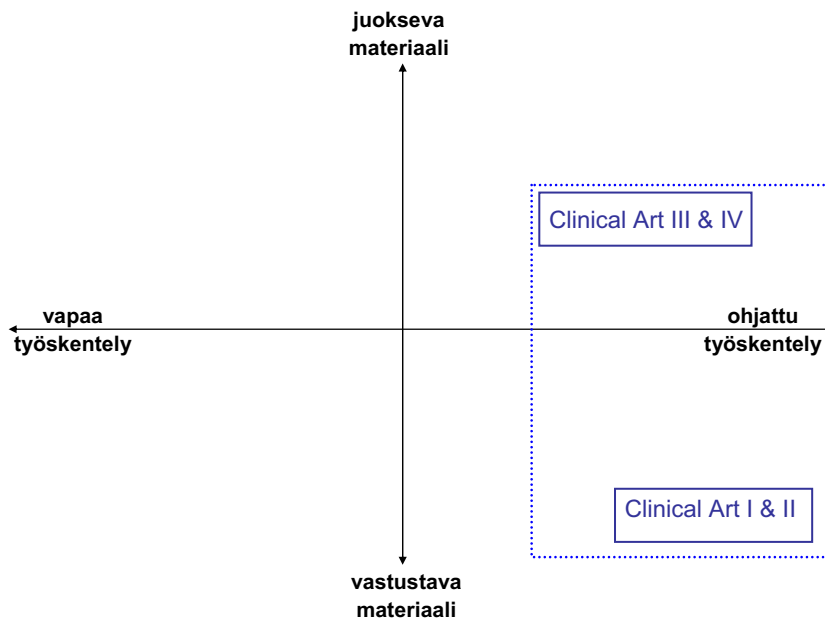 juokseva
materiaali
Clinical Art III & IV
vapaa
työskentely
ohjattu
työskentely
Clinical Art I & II
vastustava
materiaali